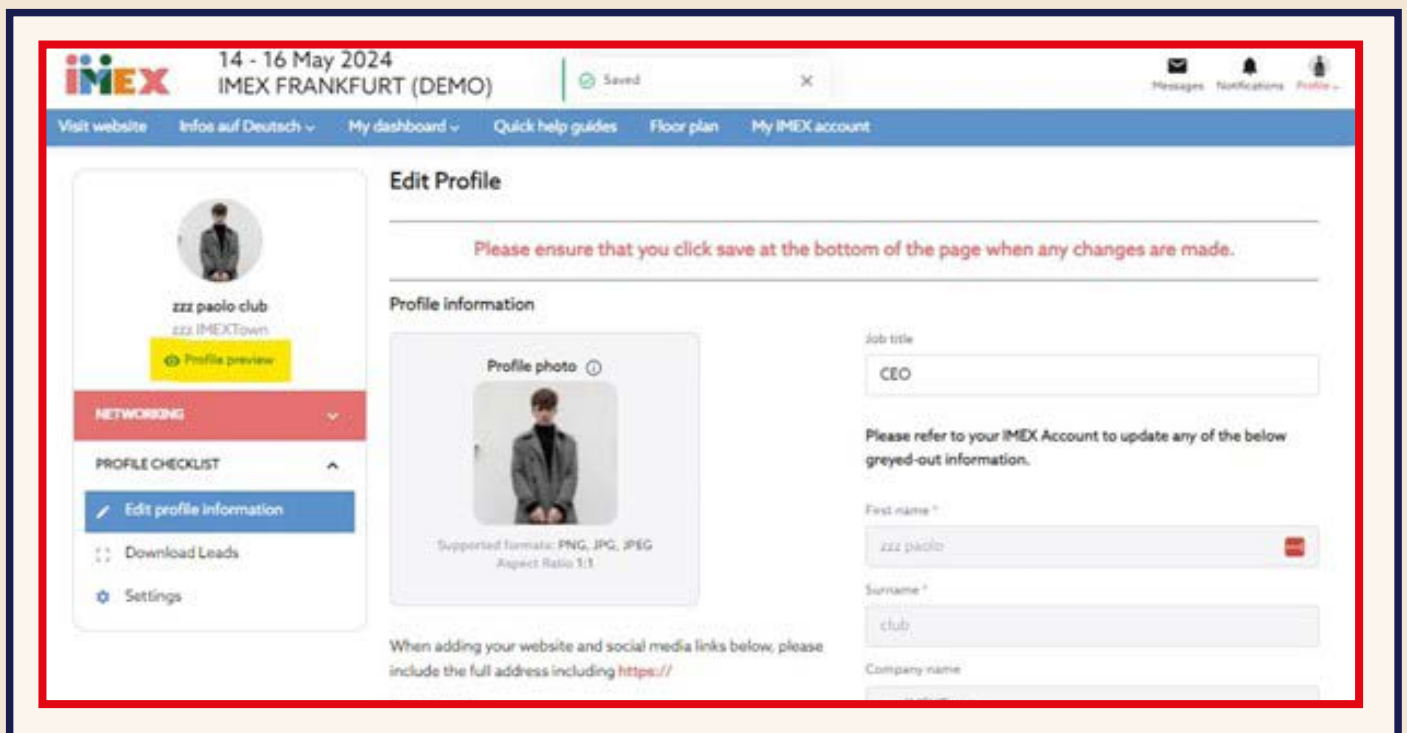 IMEX
14 - 16 May 2024
IMEX FRANKFURT (DEMO)
Saved
Messages
Notifications
Profile
Visit website
Infos auf Deutsch
My dashboard
Quick help guides
Floor plan
My IMEX account
zzz paolo club
zzz IMEXTown
Profile preview
NETWORKING
PROFILE CHECKLIST
Edit profile information
Download Leads
Settings
Edit Profile
Please ensure that you click save at the bottom of the page when any changes are made.
Profile information
Profile photo
Supported formats: PNG, JPG, JPEG
Aspect Ratio 1:1
When adding your website and social media links below, please
include the full address including https://
Job title
CEO
Please refer to your IMEX Account to update any of the below
greyed-out information.
First name *
zzz paolo
Surname *
club
Company name